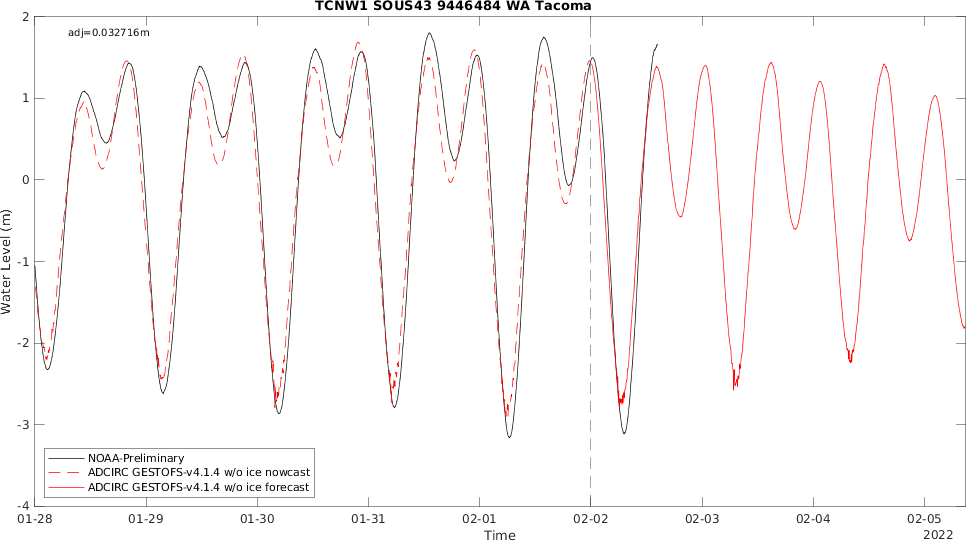 TCNW1 SOUS43 9446484 WA Tacoma
adj=0.032716m
2
1
0
-1
-2
-3
-4
Water Level (m)
NOAA-Preliminary
ADCIRC GESTOFS-v4.1.4 w/o ice nowcast
ADCIRC GESTOFS-v4.1.4 w/o ice forecast
01-28 01-29 01-30 01-31 02-01 02-02 02-03 02-04 02-05
Time
2022